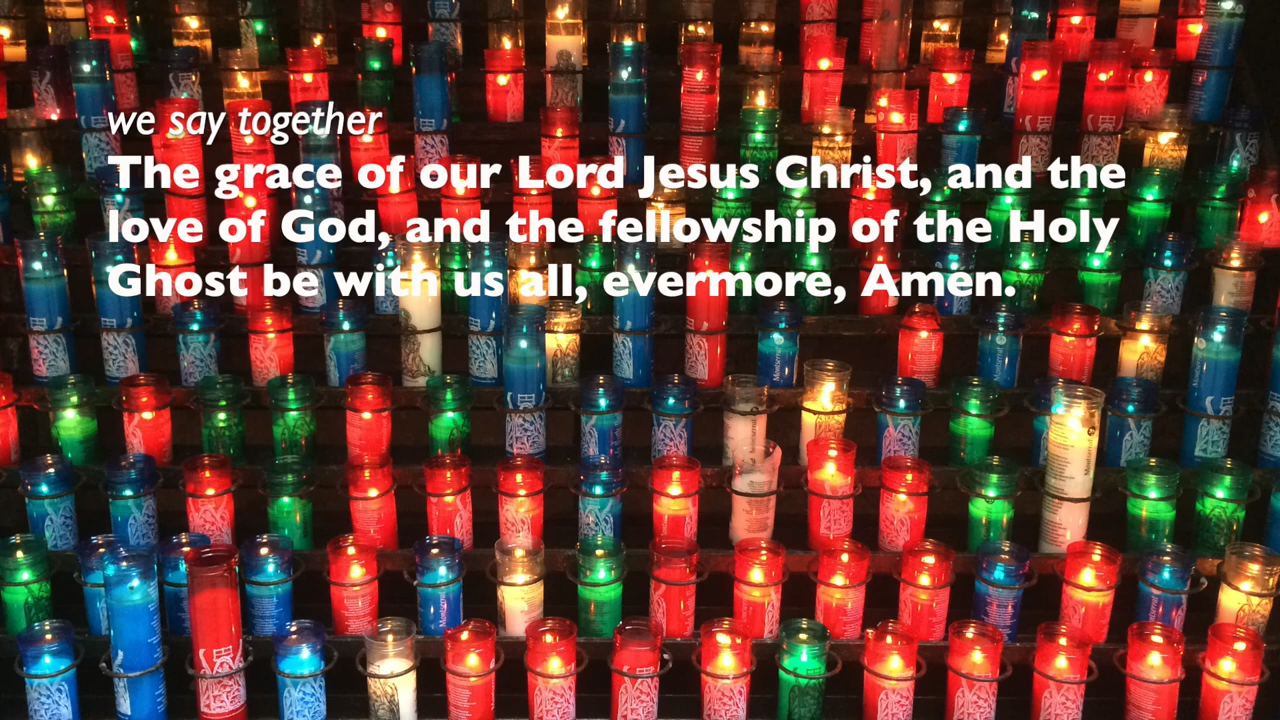 we say together
The grace of our Lord Jesus Christ, and the
love of God, and the fellowship of the Holy
Ghost be with us all, evermore, Amen.